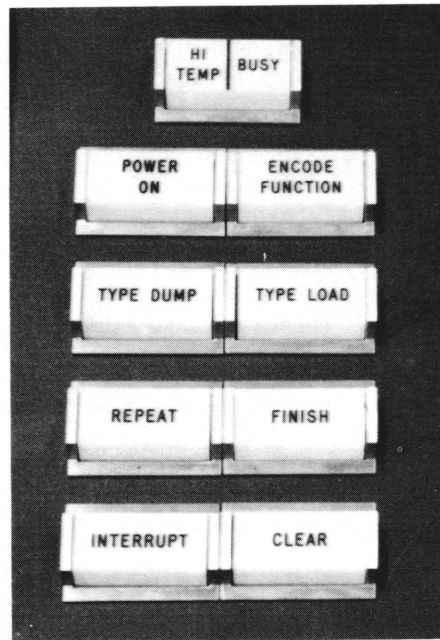 HI TEMP BUSY
POWER ON ENCODE FUNCTION
TYPE DUMP TYPE LOAD
REPEAT FINISH
INTERRUPT CLEAR